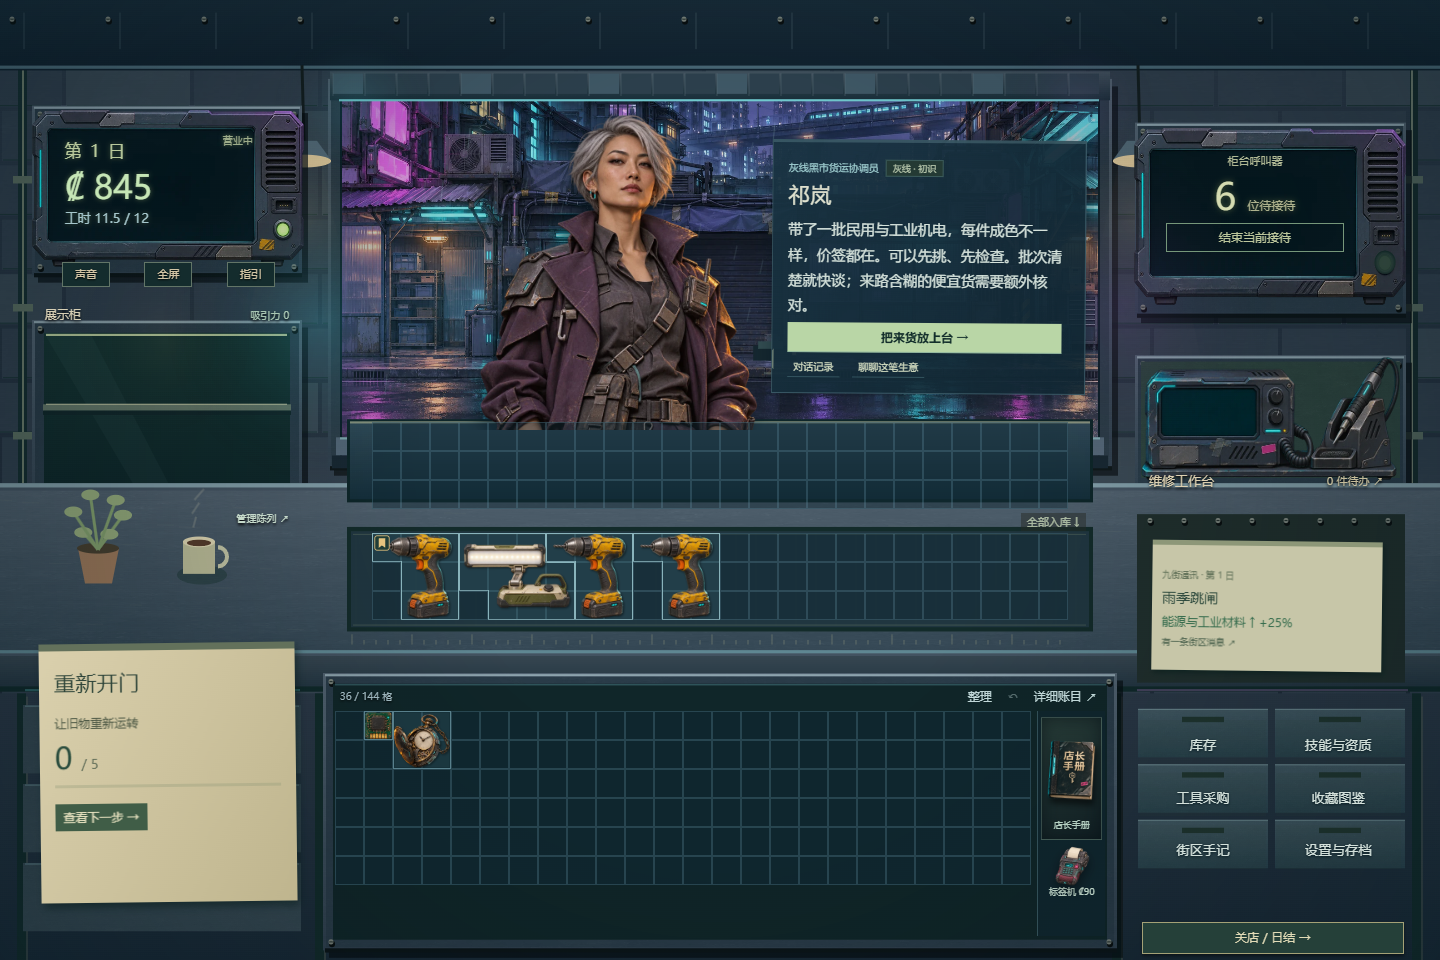 第 1 日
营业中
₡ 845
工时 11.5 / 12
声音
全屏
指引
展示柜
吸引力 0
管理陈列 ↗
重新开门
让旧物重新运转
0 / 5
查看下一步 →
灰线黑市货运协调员
灰线 · 初识
祁岚
带了一批民用与工业机电，每件成色不一
样，价签都在。可以先挑、先检查。批次清
楚就快谈；来路含糊的便宜货需要额外核
对。
把来货放上台 →
对话记录
聊聊这笔生意
全部入库 ↓
36 / 144 格
整理
详细账目 ↗
店长
手册
店长手册
标签机 ₡90
柜台呼叫器
6 位待接待
结束当前接待
维修工作台
0 件待办 ↗
九街通讯 · 第 1 日
雨季跳闸
能源与工业材料 ↑ +25%
有一条街区消息 ↗
库存
技能与资质
工具采购
收藏图鉴
街区手记
设置与存档
关店 / 日结 →